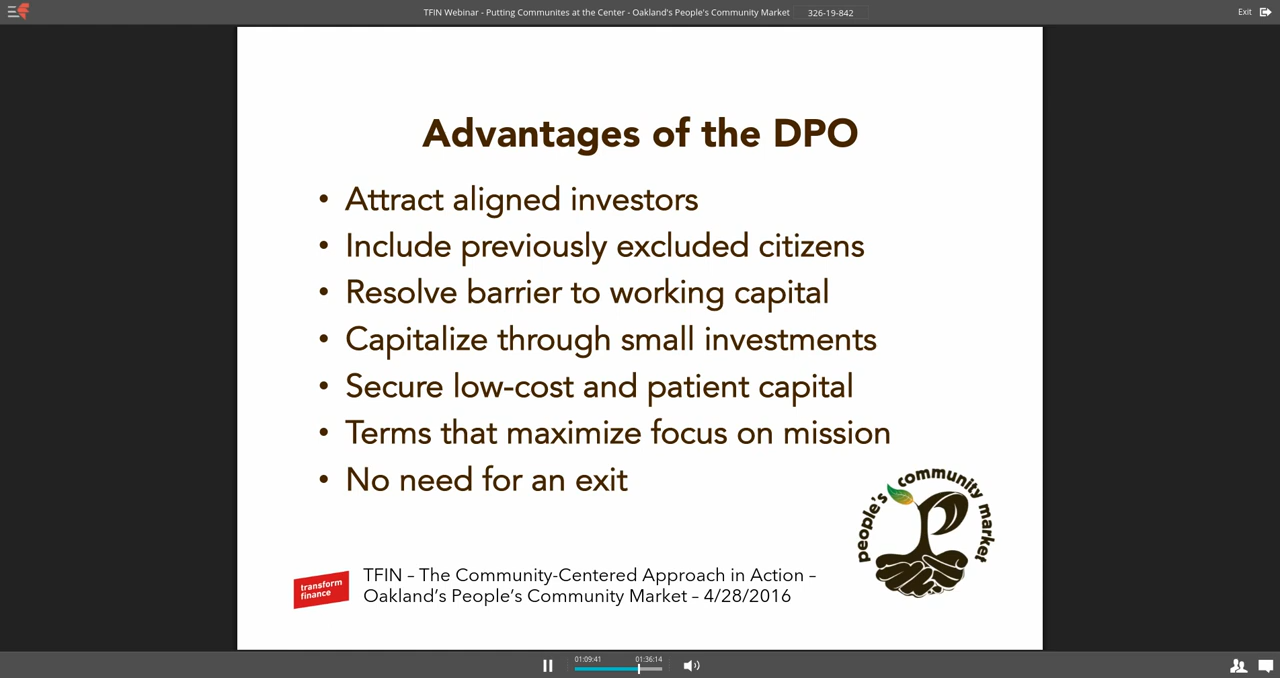 TFIN Webinar - Putting Communites at the Center - Oakland's People's Community Market
326-19-842
Exit
Advantages of the DPO
• Attract aligned investors
• Include previously excluded citizens
• Resolve barrier to working capital
• Capitalize through small investments
• Secure low-cost and patient capital
• Terms that maximize focus on mission
• No need for an exit
people's community market
transform
finance
TFIN – The Community-Centered Approach in Action –
Oakland's People's Community Market – 4/28/2016
01:09:41
01:36:14